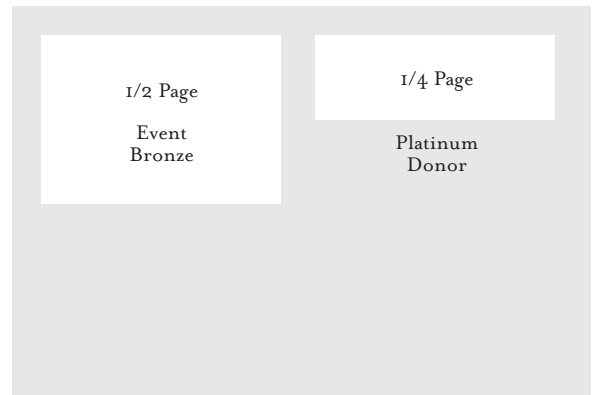 1/2 Page
Event
Bronze
1/4 Page
Platinum
Donor